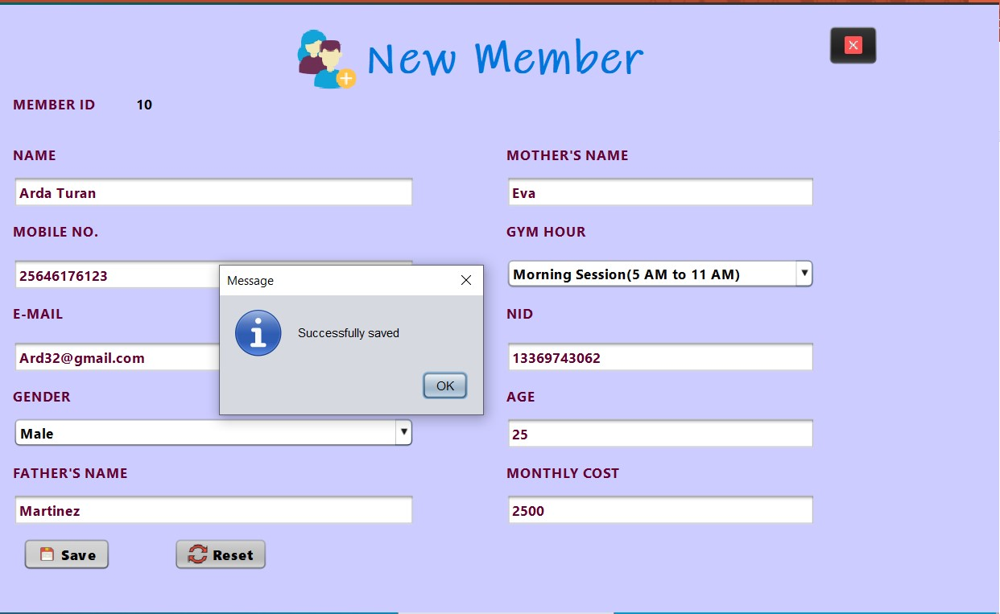 New Member
MEMBER ID 10
NAME
Arda Turan
MOTHER'S NAME
Eva
MOBILE NO.
25646176123
GYM HOUR
Morning Session(5 AM to 11 AM)
Message
Successfully saved
OK
E-MAIL
Ard32@gmail.com
NID
13369743062
GENDER
Male
AGE
25
FATHER'S NAME
Martinez
MONTHLY COST
2500
Save
Reset